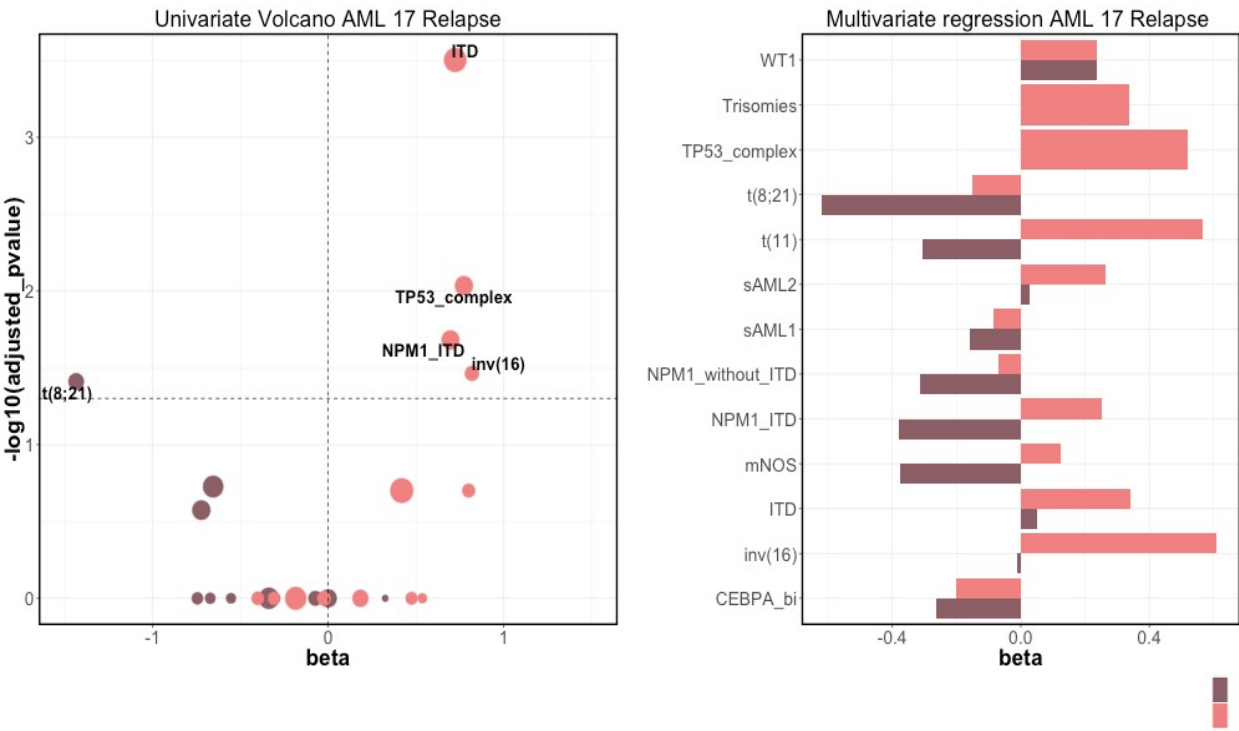 Univariate Volcano AML 17 Relapse
ITD
3
2
TP53_complex
NPM1_ITD
inv(16)
t(8;21)
1
0
-1
0
1
beta
-log10(adjusted_pvalue)
Multivariate regression AML 17 Relapse
WT1
Trisomies
TP53_complex
t(8;21)
t(11)
sAML2
sAML1
NPM1_without_ITD
NPM1_ITD
mNOS
ITD
inv(16)
CEBPA_bi
-0.4
0.0
0.4
beta